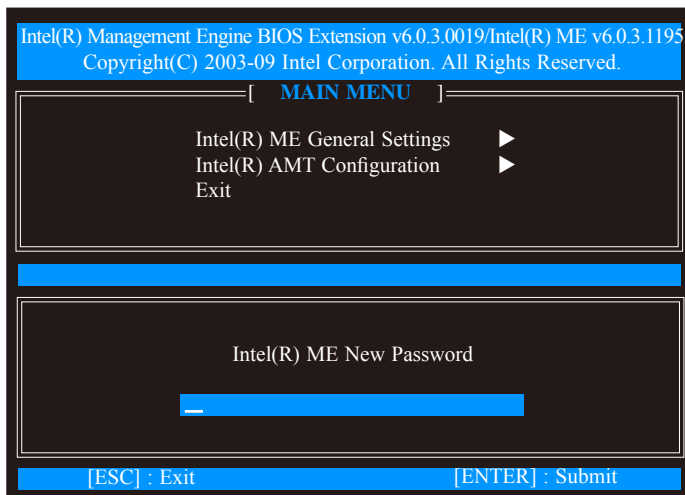 Intel(R) Management Engine BIOS Extension v6.0.3.0019/Intel(R) ME v6.0.3.1195
Copyright(C) 2003-09 Intel Corporation. All Rights Reserved.
[ MAIN MENU ]
Intel(R) ME General Settings ▶
Intel(R) AMT Configuration ▶
Exit
Intel(R) ME New Password
_
[ESC] : Exit [ENTER] : Submit